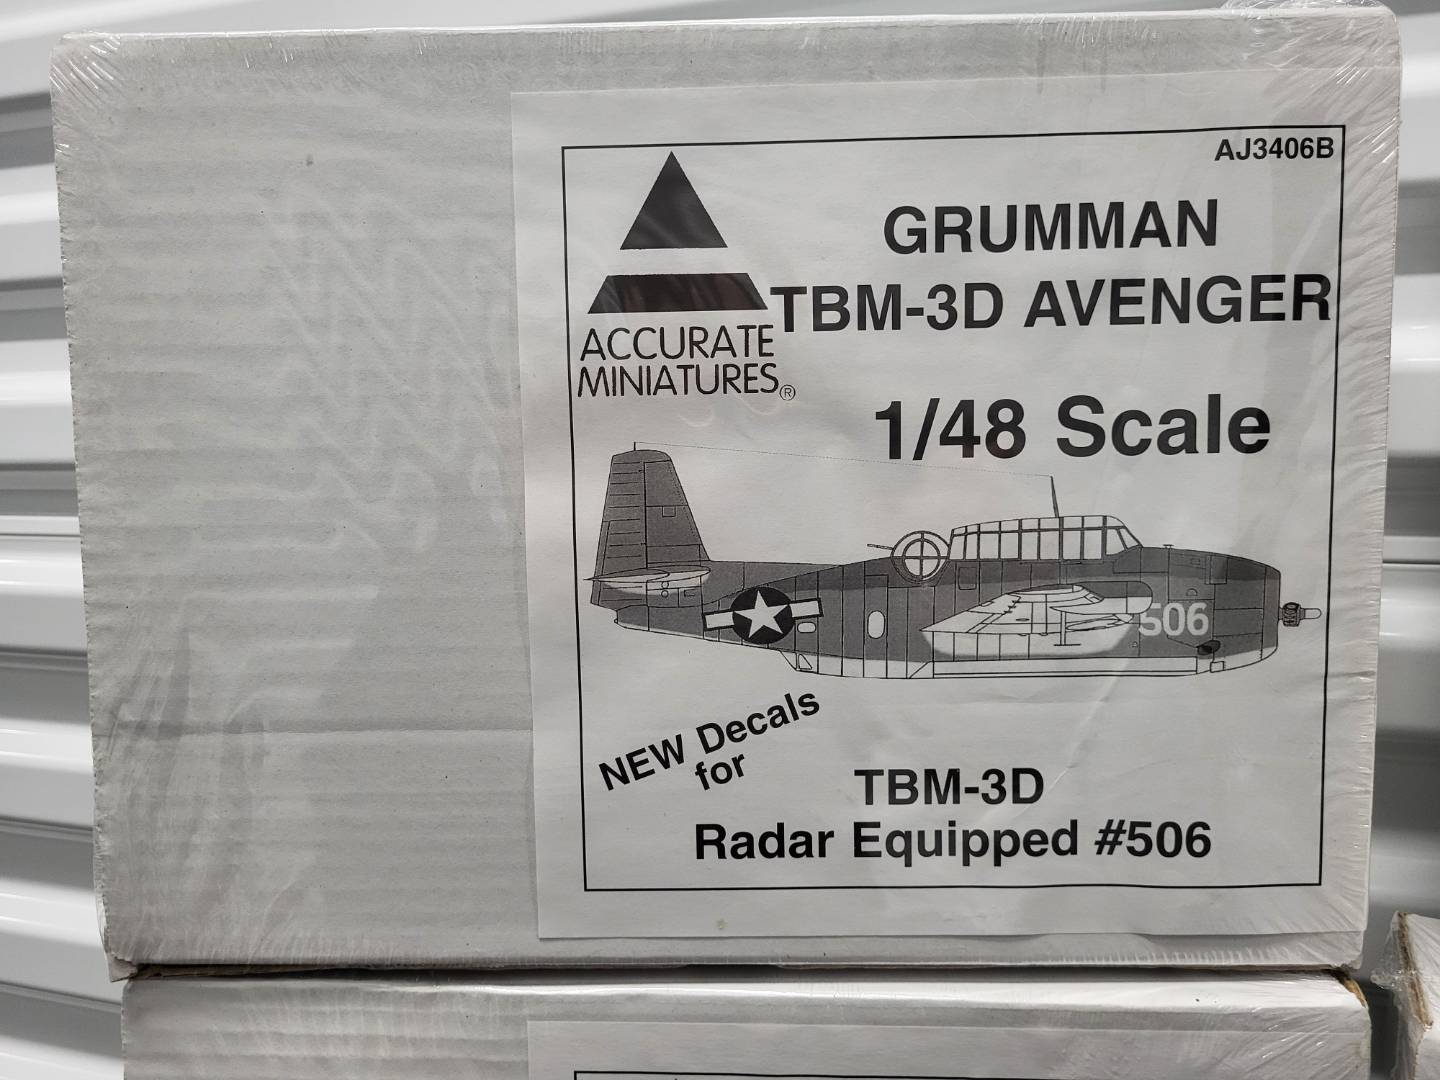 AJ3406B
ACCURATE
MINIATURES®
GRUMMAN
TBM-3D AVENGER
1/48 Scale
506
NEW Decals
for
TBM-3D
Radar Equipped #506